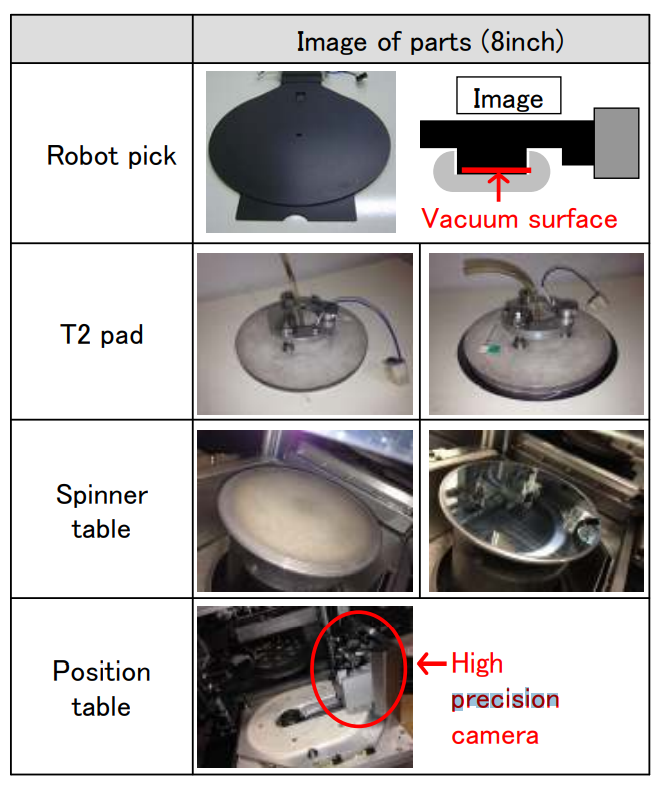 Image of parts (8inch)
Robot pick
Image
Vacuum surface
T2 pad
Spinner
table
Position
table
High
precision
camera